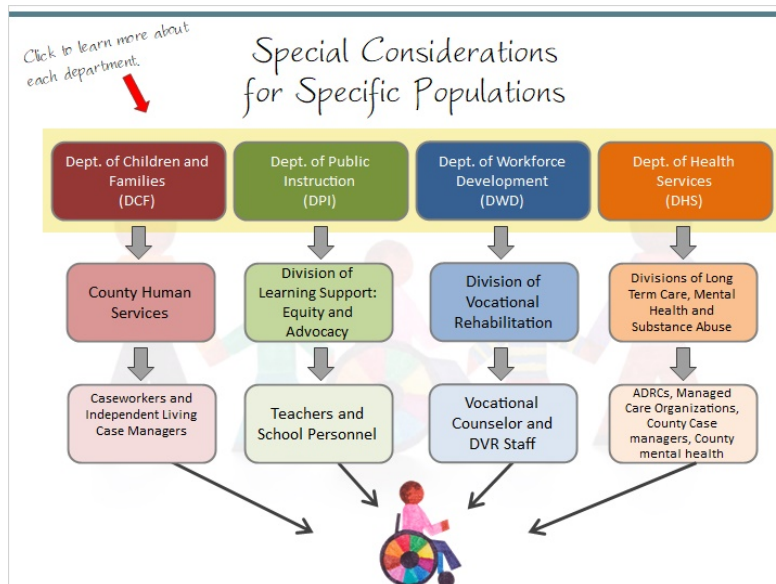 Click to learn more about
each department.
Special Considerations
for Specific Populations
Dept. of Children and
Families
(DCF)
Dept. of Public
Instruction
(DPI)
Dept. of Workforce
Development
(DWD)
Dept. of Health
Services
(DHS)
County Human
Services
Division of
Learning Support:
Equity and
Advocacy
Division of
Vocational
Rehabilitation
Divisions of Long
Term Care, Mental
Health and
Substance Abuse
Caseworkers and
Independent Living
Case Managers
Teachers and
School Personnel
Vocational
Counselor and
DVR Staff
ADRCs, Managed
Care Organizations,
County Case
managers, County
mental health